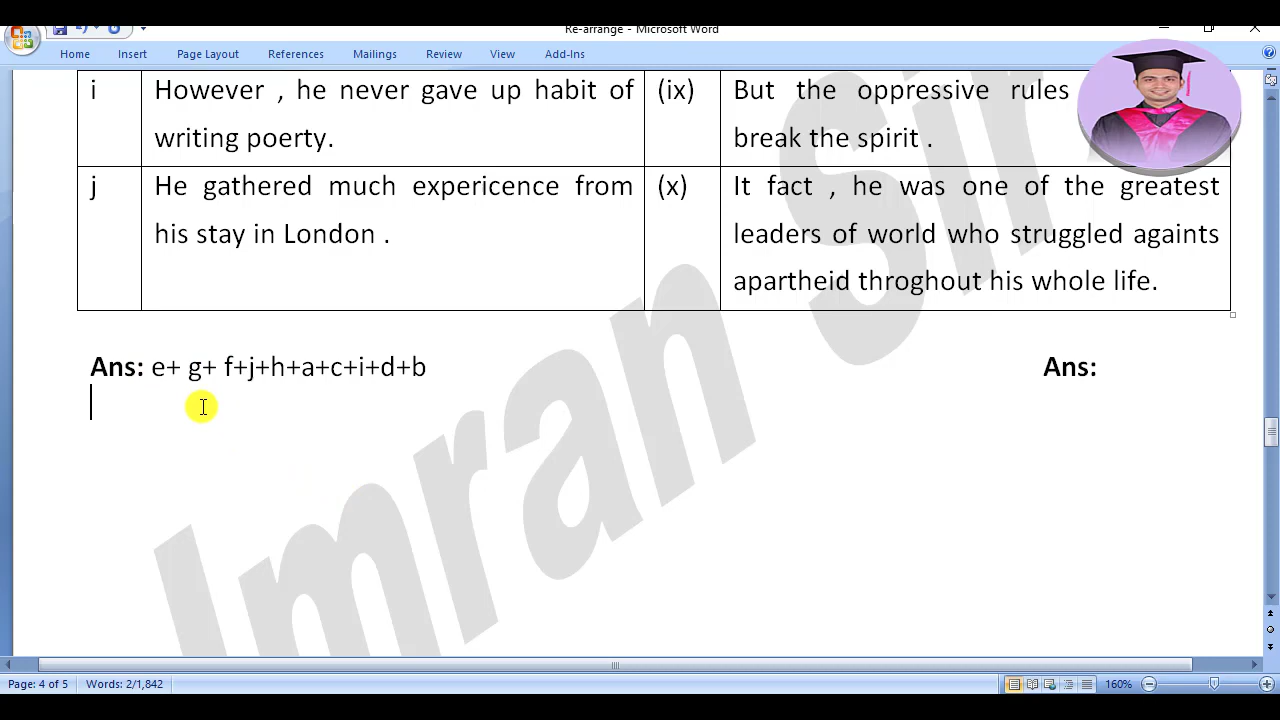 Re-arrange - Microsoft Word
Home Insert Page Layout References Mailings Review View Add-Ins
i However , he never gave up habit of writing poerty. (ix) But the oppressive rules
break the spirit .
j He gathered much expericence from his stay in London . (x) It fact , he was one of the greatest
leaders of world who struggled againts
apartheid throghout his whole life.
Ans: e+ g+ f+j+h+a+c+i+d+b Ans:
Imran Sir
Page: 4 of 5 Words: 2/1,842 160%